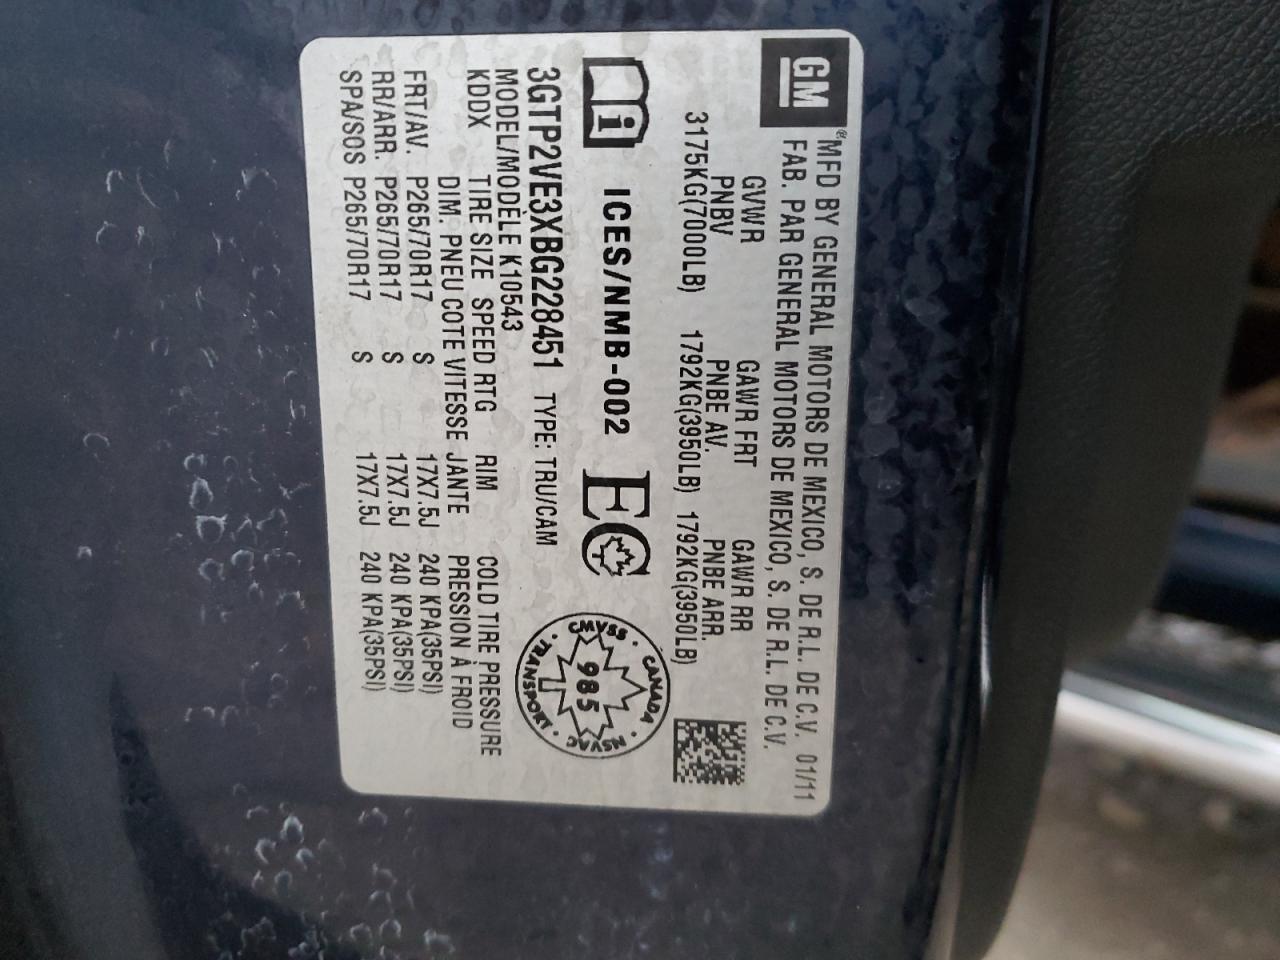 GM
®MFD BY GENERAL MOTORS DE MEXICO, S. DE R.L. DE C.V. 01/11
FAB. PAR GENERAL MOTORS DE MEXICO, S. DE R.L. DE C.V.
GVWR GAWR FRT GAWR RR
PNBV PNBE AV. PNBE ARR.
3175KG(7000LB) 1792KG(3950LB) 1792KG(3950LB)
i ICES/NMB-002 EC
CANADA · NSVAC · TRANSPORT · CMVSS ·
985
3GTP2VE3XBG228451 TYPE: TRU/CAM
MODEL/MODÈLE K10543
KDDX TIRE SIZE SPEED RTG RIM COLD TIRE PRESSURE
DIM. PNEU COTE VITESSE JANTE PRESSION À FROID
FRT/AV. P265/70R17 S 17X7.5J 240 KPA(35PSI)
RR/ARR. P265/70R17 S 17X7.5J 240 KPA(35PSI)
SPA/SOS P265/70R17 S 17X7.5J 240 KPA(35PSI)